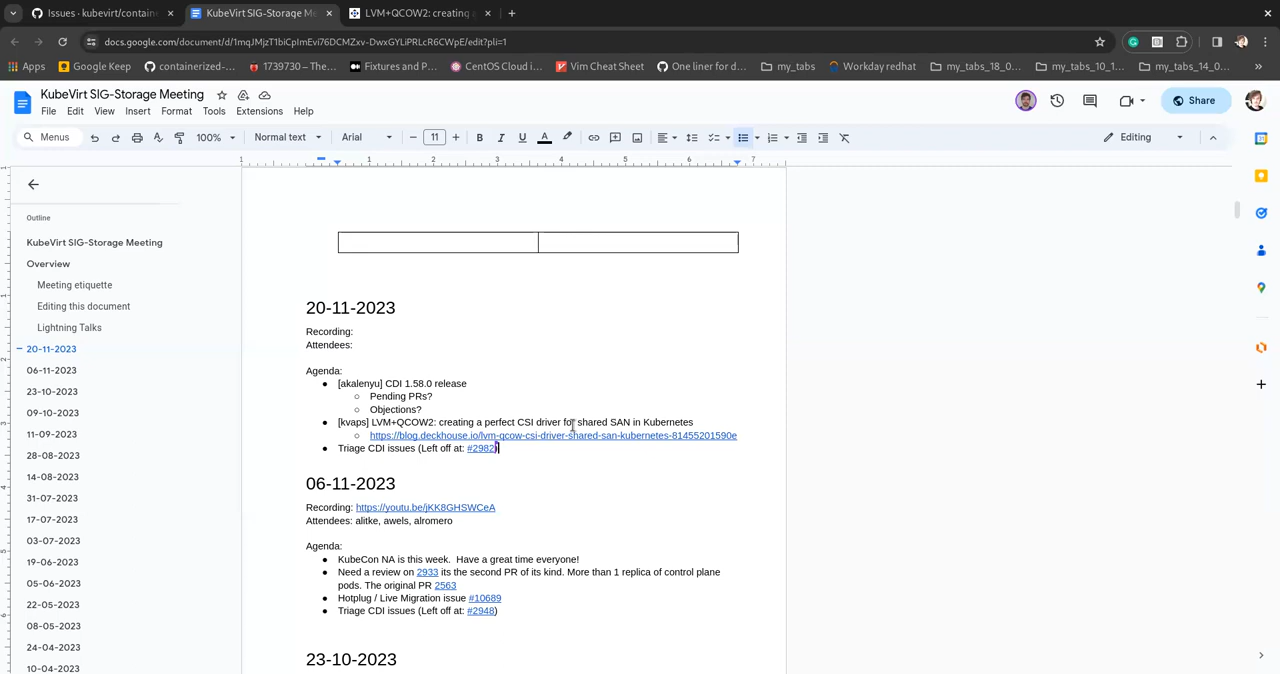 Issues · kubevirt/contain
KubeVirt SIG-Storage Me
LVM+QCOW2: creating
docs.google.com/document/d/1mqJMjzT1biCpImEvi76DCMZxv-DwxGYLiPRLcR6CWpE/edit?pli=1
Apps
Google Keep
containerized-...
1739730 – The...
Fixtures and P...
CentOS Cloud i...
Vim Cheat Sheet
One liner for d...
my_tabs
Workday redhat
my_tabs_18_0...
my_tabs_10_1...
my_tabs_14_0...
KubeVirt SIG-Storage Meeting
File Edit View Insert Format Tools Extensions Help
Share
Menus 100% Normal text Arial 11 B I U A Editing
1 1 2 3 4 5 6 7
Outline
KubeVirt SIG-Storage Meeting
Overview
Meeting etiquette
Editing this document
Lightning Talks
20-11-2023
06-11-2023
23-10-2023
09-10-2023
11-09-2023
28-08-2023
14-08-2023
31-07-2023
17-07-2023
03-07-2023
19-06-2023
05-06-2023
22-05-2023
08-05-2023
24-04-2023
10-04-2023
20-11-2023
Recording:
Attendees:
Agenda:
● [akalenyu] CDI 1.58.0 release
○ Pending PRs?
○ Objections?
● [kvaps] LVM+QCOW2: creating a perfect CSI driver for shared SAN in Kubernetes
○ https://blog.deckhouse.io/lvm-qcow-csi-driver-shared-san-kubernetes-81455201590e
● Triage CDI issues (Left off at: #2982)
06-11-2023
Recording: https://youtu.be/jKK8GHSWCeA
Attendees: alitke, awels, alromero
Agenda:
● KubeCon NA is this week.  Have a great time everyone!
● Need a review on 2933 its the second PR of its kind. More than 1 replica of control plane
pods. The original PR 2563
● Hotplug / Live Migration issue #10689
● Triage CDI issues (Left off at: #2948)
23-10-2023